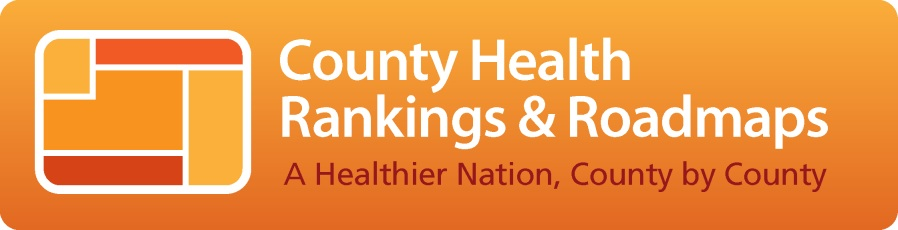 County Health
Rankings & Roadmaps
A Healthier Nation, County by County